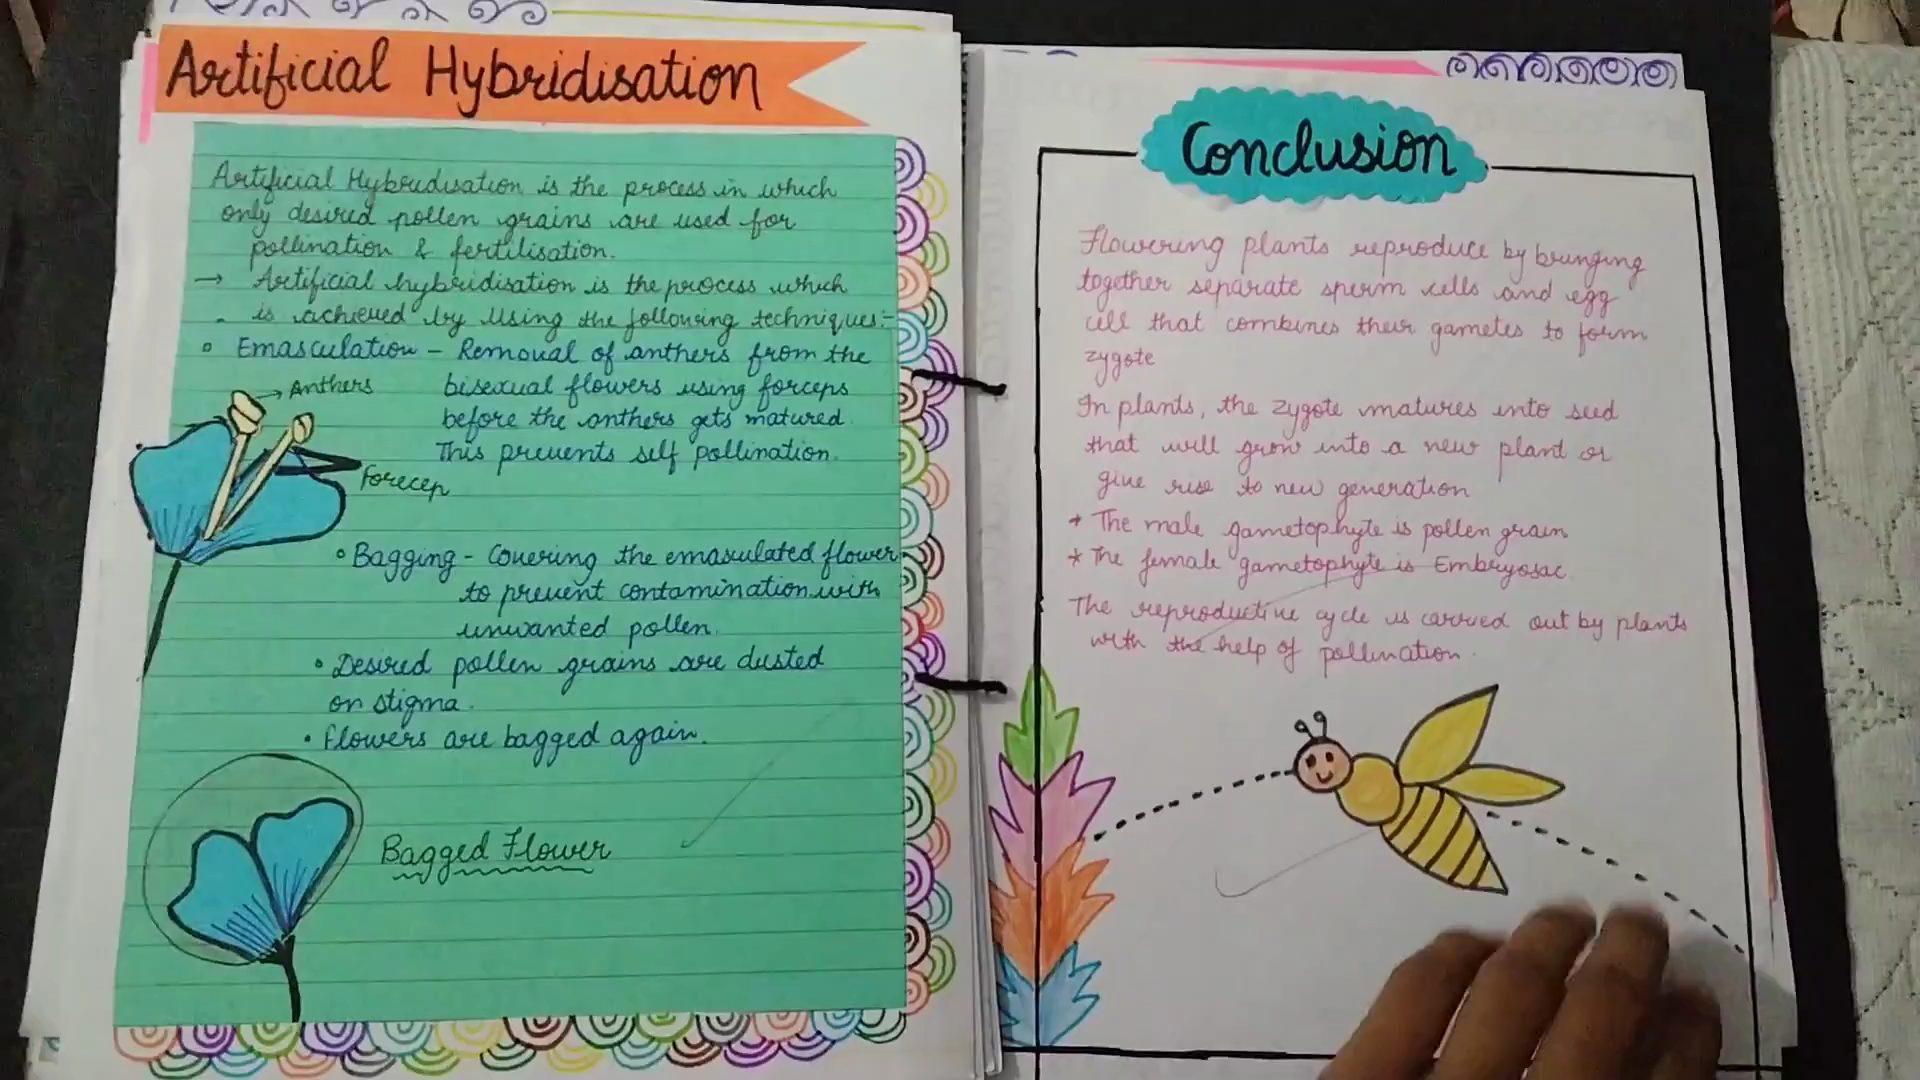 Artificial Hybridisation
Artificial Hybridisation is the process in which
only desired pollen grains are used for
pollination & fertilisation.
→ Artificial hybridisation is the process which
is achieved by using the following techniques:-
Emasculation - Removal of anthers from the
bisexual flowers using forceps
before the anthers gets matured.
This prevents self pollination.
Anthers
Forecep
Bagging - Covering the emasculated flower
to prevent contamination with
unwanted pollen.
• Desired pollen grains are dusted
on stigma.
• flowers are bagged again.
Bagged Flower
Conclusion
Flowering plants reproduce by bringing
together separate sperm cells and egg
cell that combines their gametes to form
zygote
In plants, the zygote matures into seed
that will grow into a new plant or
give rise to new generation
* The male gametophyte is pollen grain
* The female gametophyte is Embryosac.
The reproductive cycle is carried out by plants
with the help of pollination.